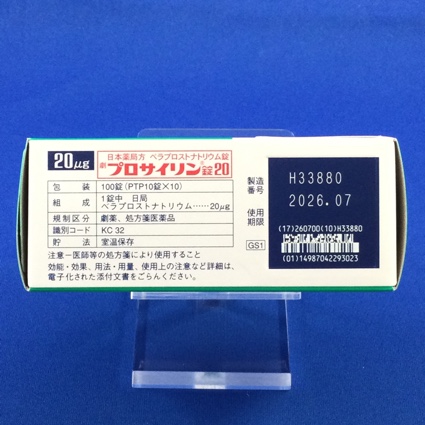 20μg
日本薬局方 ベラプロストナトリウム錠
劇 プロサイリン®錠20
包装 100錠(PTP10錠×10)
組成 1錠中 日局
ベラプロストナトリウム……20μg
規制区分 劇薬、処方箋医薬品
識別コード KC 32
貯法 室温保存
注意-医師等の処方箋により使用すること
効能・効果、用法・用量、使用上の注意など詳細は、
電子化された添付文書をごらんください。
製造
番号
H33880
使用
期限
2026.07
GS1
(17)260700(10)H33880
(01)14987042293023